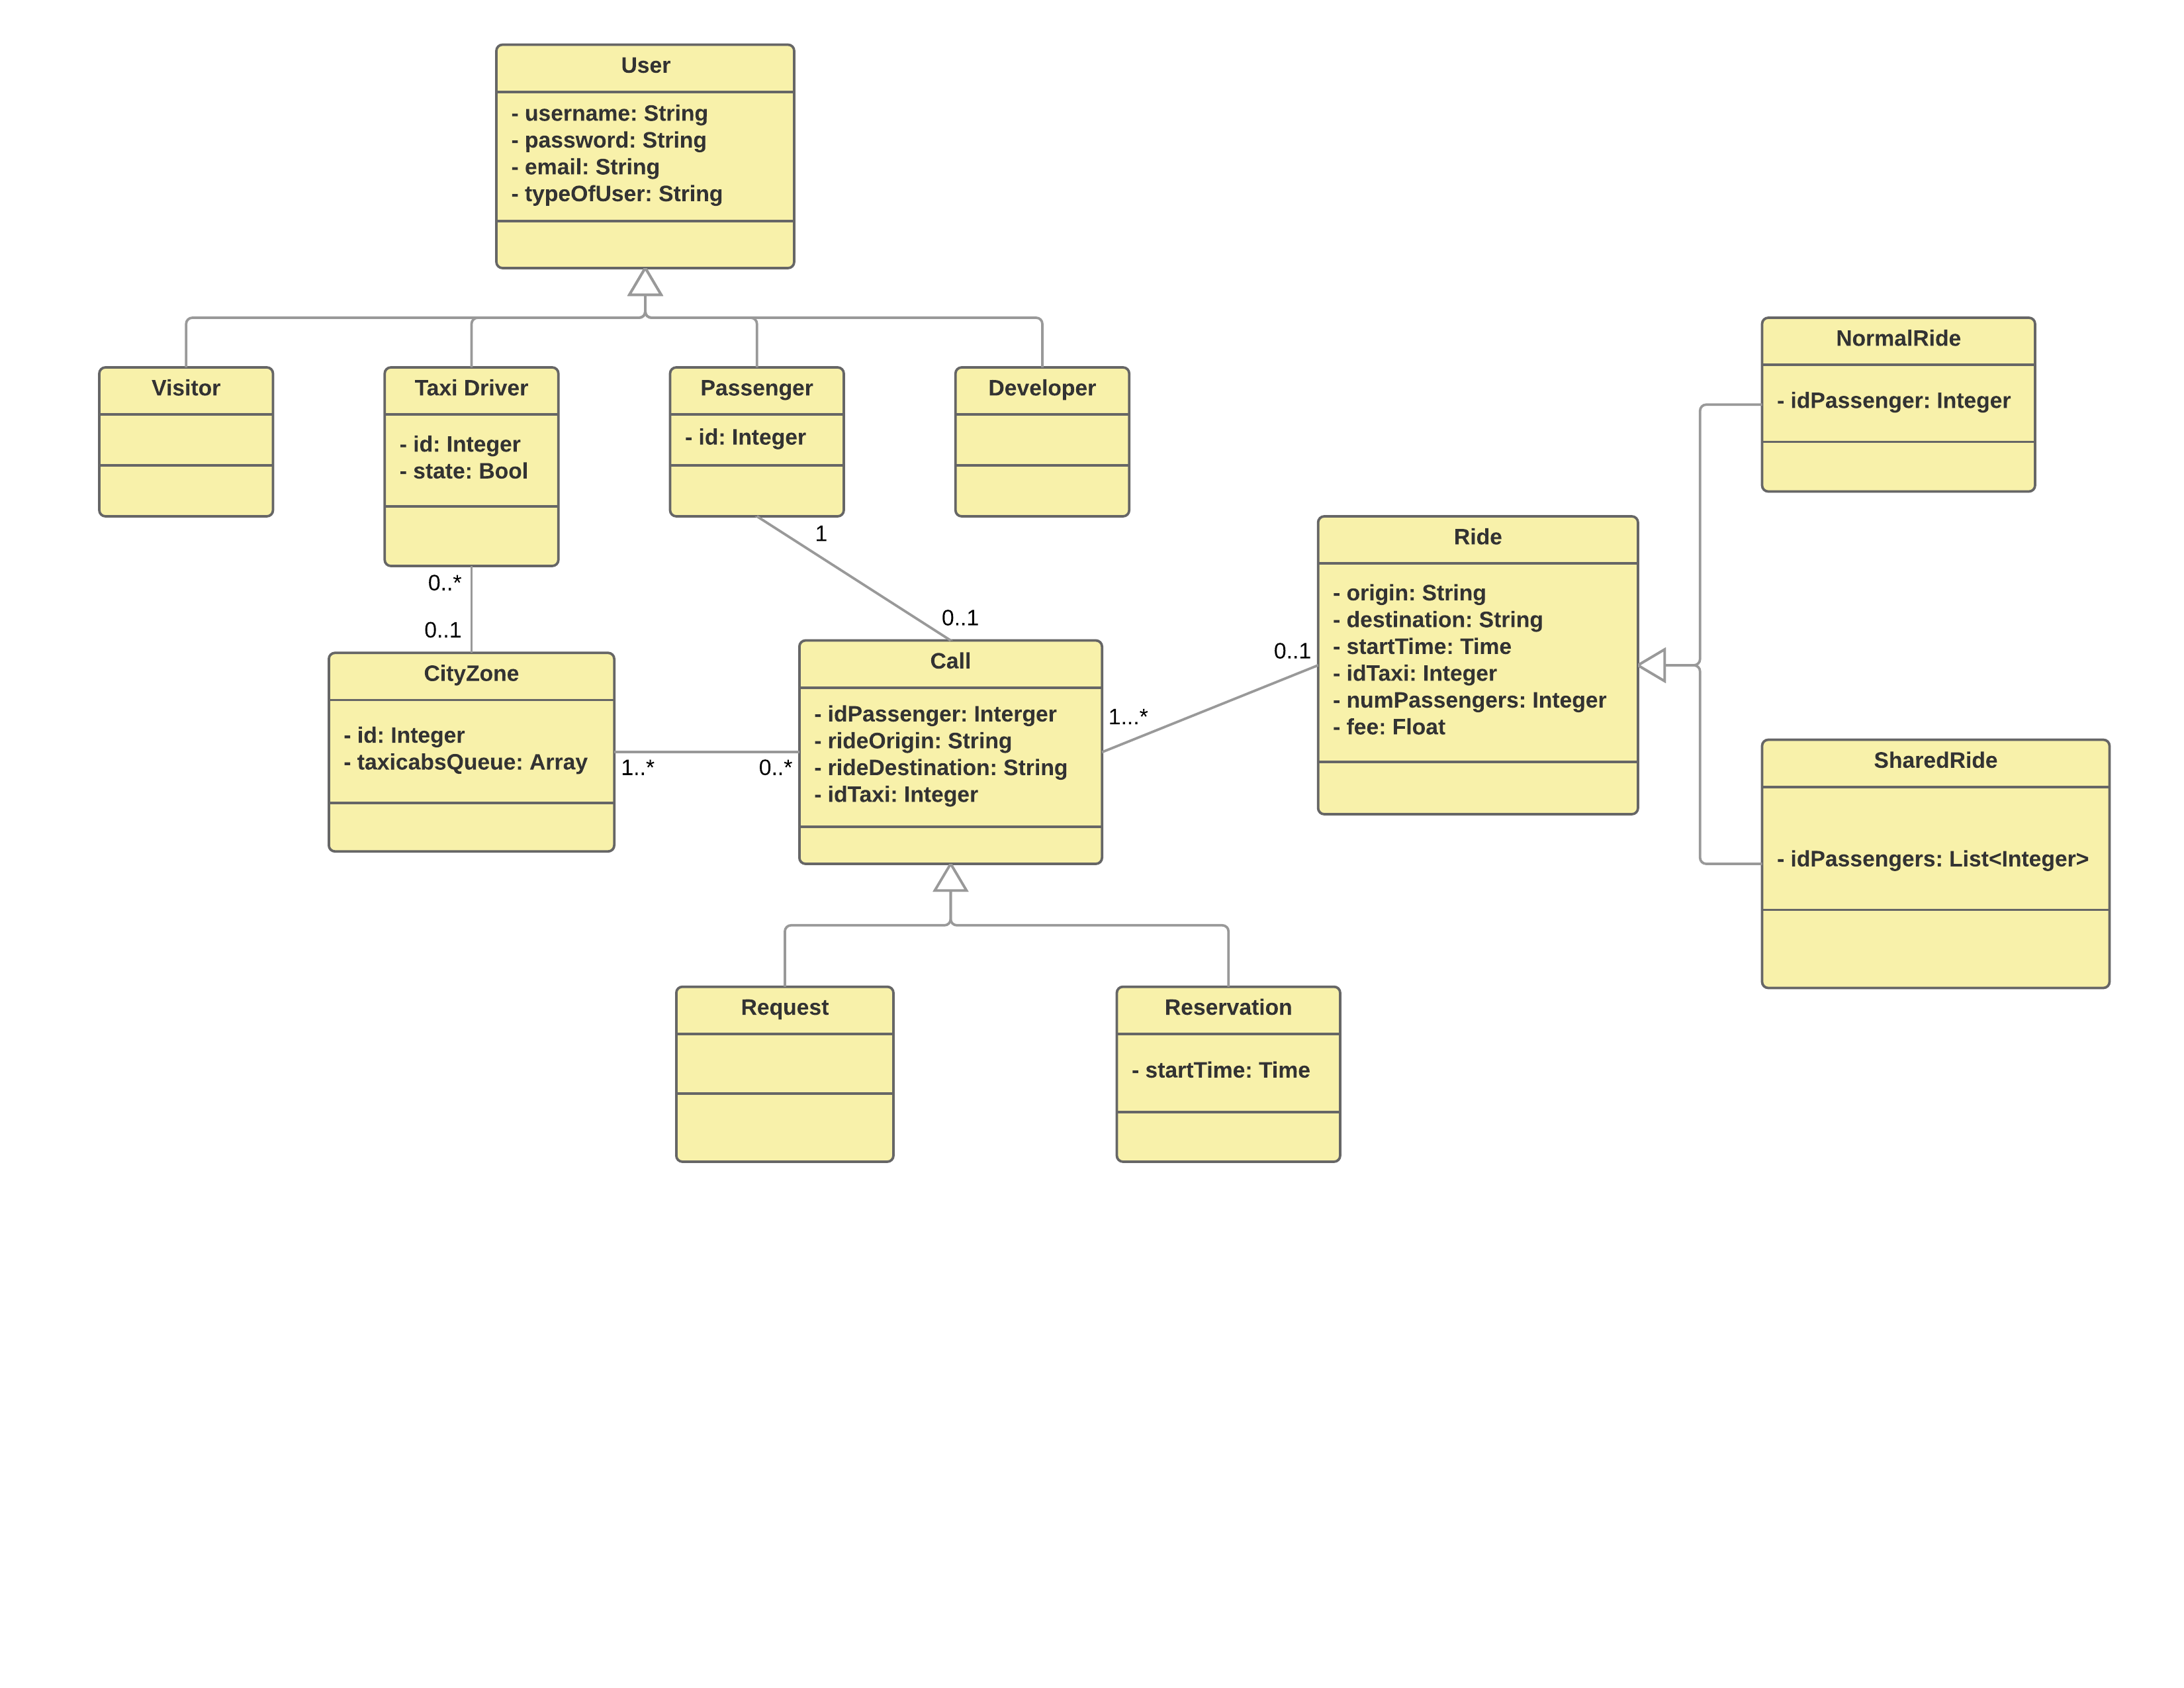 User
- username: String
- password: String
- email: String
- typeOfUser: String
Visitor
Taxi Driver
- id: Integer
- state: Bool
Passenger
- id: Integer
Developer
NormalRide
- idPassenger: Integer
1
0..*
0..1
0..1
CityZone
- id: Integer
- taxicabsQueue: Array
1..*
0..*
Call
- idPassenger: Interger
- rideOrigin: String
- rideDestination: String
- idTaxi: Integer
1...*
0..1
Ride
- origin: String
- destination: String
- startTime: Time
- idTaxi: Integer
- numPassengers: Integer
- fee: Float
SharedRide
- idPassengers: List<Integer>
Request
Reservation
- startTime: Time